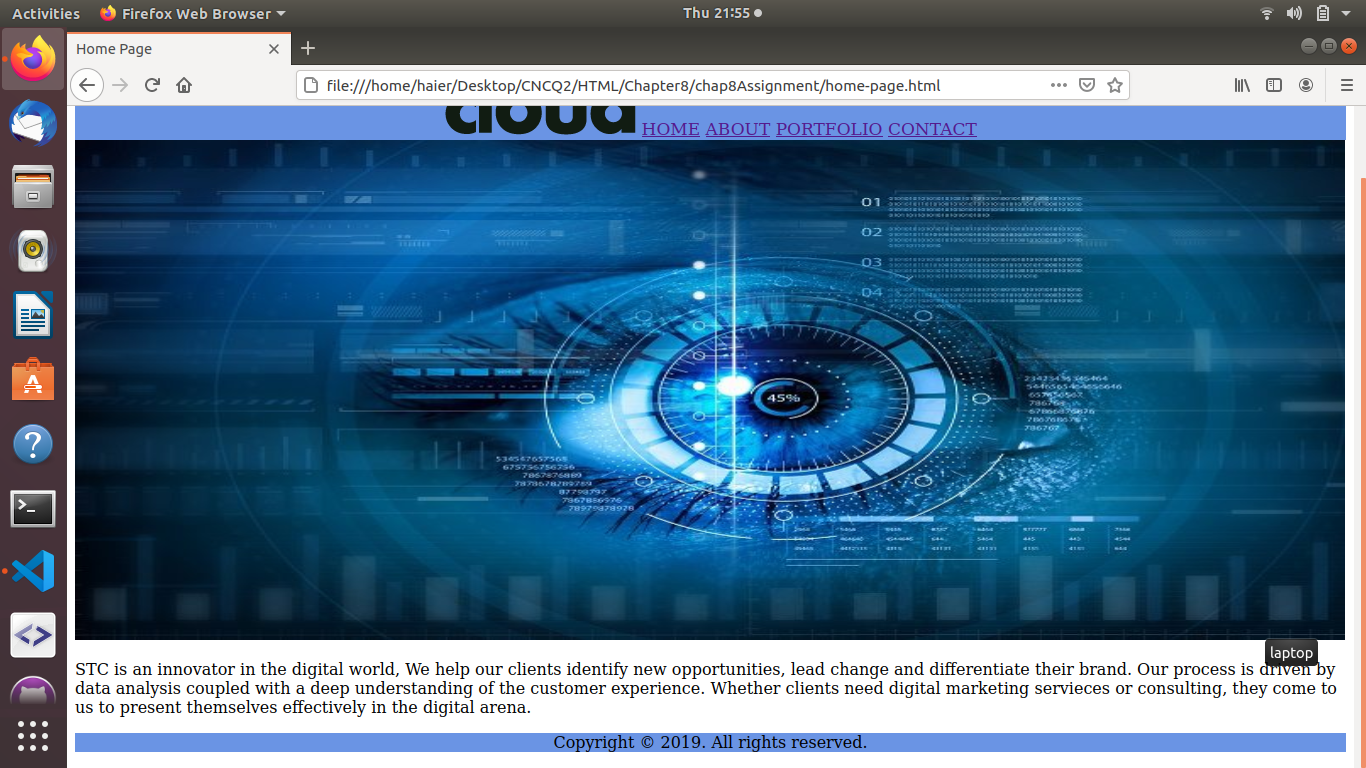 Activities Firefox Web Browser Thu 21:55
Home Page
file:///home/haier/Desktop/CNCQ2/HTML/Chapter8/chap8Assignment/home-page.html
cloud HOME ABOUT PORTFOLIO CONTACT
01
02
03
04
45%
laptop
STC is an innovator in the digital world, We help our clients identify new opportunities, lead change and differentiate their brand. Our process is driven by
data analysis coupled with a deep understanding of the customer experience. Whether clients need digital marketing servieces or consulting, they come to
us to present themselves effectively in the digital arena.
Copyright © 2019. All rights reserved.